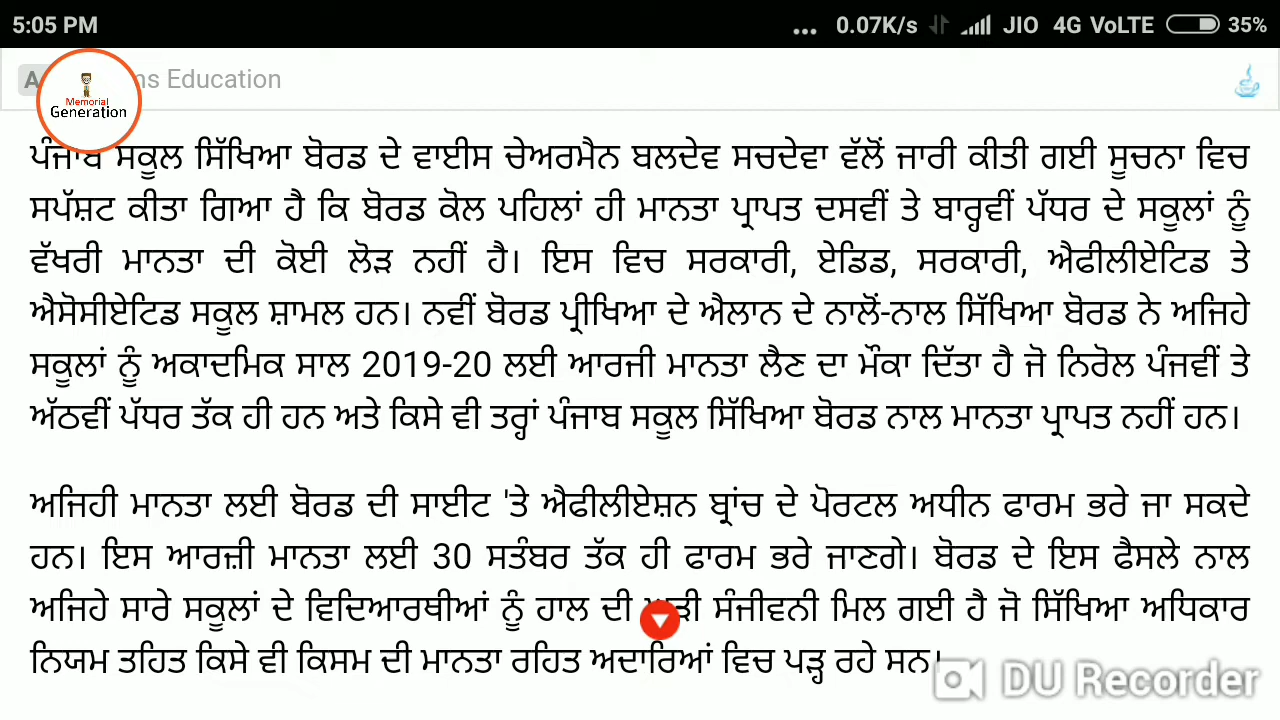 5:05 PM ... 0.07K/s JIO 4G VoLTE 35%
A ns Education
Memorial
Generation
ਪੰਜਾਬ ਸਕੂਲ ਸਿੱਖਿਆ ਬੋਰਡ ਦੇ ਵਾਈਸ ਚੇਅਰਮੈਨ ਬਲਦੇਵ ਸਚਦੇਵਾ ਵੱਲੋਂ ਜਾਰੀ ਕੀਤੀ ਗਈ ਸੂਚਨਾ ਵਿਚ
ਸਪੱਸ਼ਟ ਕੀਤਾ ਗਿਆ ਹੈ ਕਿ ਬੋਰਡ ਕੋਲ ਪਹਿਲਾਂ ਹੀ ਮਾਨਤਾ ਪ੍ਰਾਪਤ ਦਸਵੀਂ ਤੇ ਬਾਰ੍ਹਵੀਂ ਪੱਧਰ ਦੇ ਸਕੂਲਾਂ ਨੂੰ
ਵੱਖਰੀ ਮਾਨਤਾ ਦੀ ਕੋਈ ਲੋੜ ਨਹੀਂ ਹੈ। ਇਸ ਵਿਚ ਸਰਕਾਰੀ, ਏਡਿਡ, ਸਰਕਾਰੀ, ਐਫੀਲੀਏਟਿਡ ਤੇ
ਐਸੋਸੀਏਟਿਡ ਸਕੂਲ ਸ਼ਾਮਲ ਹਨ। ਨਵੀਂ ਬੋਰਡ ਪ੍ਰੀਖਿਆ ਦੇ ਐਲਾਨ ਦੇ ਨਾਲੋਂ-ਨਾਲ ਸਿੱਖਿਆ ਬੋਰਡ ਨੇ ਅਜਿਹੇ
ਸਕੂਲਾਂ ਨੂੰ ਅਕਾਦਮਿਕ ਸਾਲ 2019-20 ਲਈ ਆਰਜੀ ਮਾਨਤਾ ਲੈਣ ਦਾ ਮੌਕਾ ਦਿੱਤਾ ਹੈ ਜੋ ਨਿਰੋਲ ਪੰਜਵੀਂ ਤੇ
ਅੱਠਵੀਂ ਪੱਧਰ ਤੱਕ ਹੀ ਹਨ ਅਤੇ ਕਿਸੇ ਵੀ ਤਰ੍ਹਾਂ ਪੰਜਾਬ ਸਕੂਲ ਸਿੱਖਿਆ ਬੋਰਡ ਨਾਲ ਮਾਨਤਾ ਪ੍ਰਾਪਤ ਨਹੀਂ ਹਨ।
ਅਜਿਹੀ ਮਾਨਤਾ ਲਈ ਬੋਰਡ ਦੀ ਸਾਈਟ 'ਤੇ ਐਫੀਲੀਏਸ਼ਨ ਬ੍ਰਾਂਚ ਦੇ ਪੋਰਟਲ ਅਧੀਨ ਫਾਰਮ ਭਰੇ ਜਾ ਸਕਦੇ
ਹਨ। ਇਸ ਆਰਜ਼ੀ ਮਾਨਤਾ ਲਈ 30 ਸਤੰਬਰ ਤੱਕ ਹੀ ਫਾਰਮ ਭਰੇ ਜਾਣਗੇ। ਬੋਰਡ ਦੇ ਇਸ ਫੈਸਲੇ ਨਾਲ
ਅਜਿਹੇ ਸਾਰੇ ਸਕੂਲਾਂ ਦੇ ਵਿਦਿਆਰਥੀਆਂ ਨੂੰ ਹਾਲ ਦੀ ਸੰਜੀਵਨੀ ਮਿਲ ਗਈ ਹੈ ਜੋ ਸਿੱਖਿਆ ਅਧਿਕਾਰ
ਨਿਯਮ ਤਹਿਤ ਕਿਸੇ ਵੀ ਕਿਸਮ ਦੀ ਮਾਨਤਾ ਰਹਿਤ ਅਦਾਰਿਆਂ ਵਿਚ ਪੜ੍ਹ ਰਹੇ ਸਨ।
DU Recorder